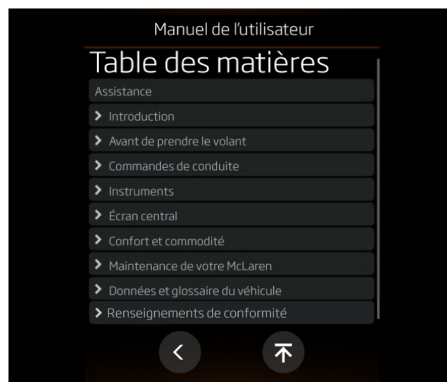 Manuel de l'utilisateur
Table des matières
Assistance
Introduction
Avant de prendre le volant
Commandes de conduite
Instruments
Écran central
Confort et commodité
Maintenance de votre McLaren
Données et glossaire du véhicule
Renseignements de conformité